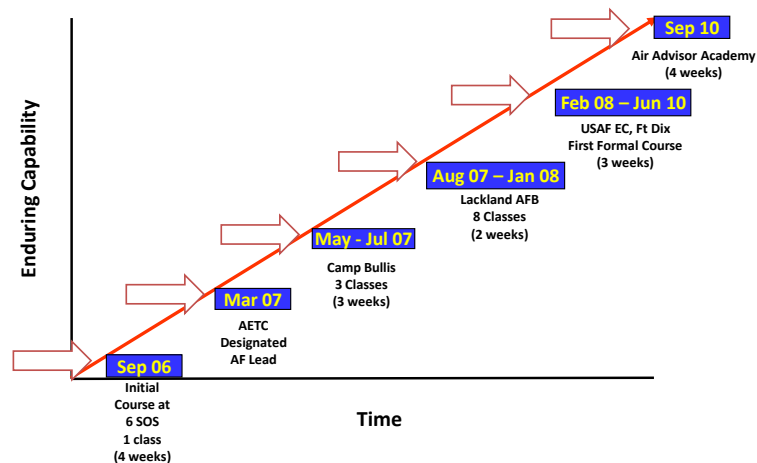 Sep 10
Air Advisor Academy
(4 weeks)
Feb 08 – Jun 10
USAF EC, Ft Dix
First Formal Course
(3 weeks)
Aug 07 – Jan 08
Lackland AFB
8 Classes
(2 weeks)
May - Jul 07
Camp Bullis
3 Classes
(3 weeks)
Mar 07
AETC
Designated
AF Lead
Sep 06
Initial
Course at
6 SOS
1 class
(4 weeks)
Enduring Capability
Time